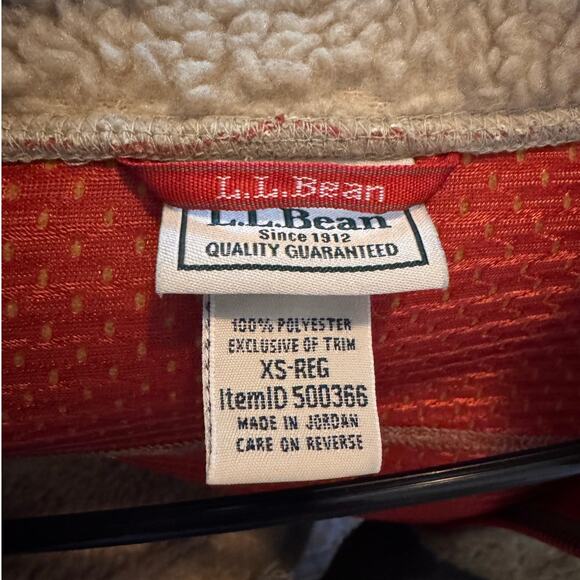 L.L.Bean
L.L.Bean
Since 1912
QUALITY GUARANTEED
100% POLYESTER
EXCLUSIVE OF TRIM
XS-REG
ItemID 500366
MADE IN JORDAN
CARE ON REVERSE